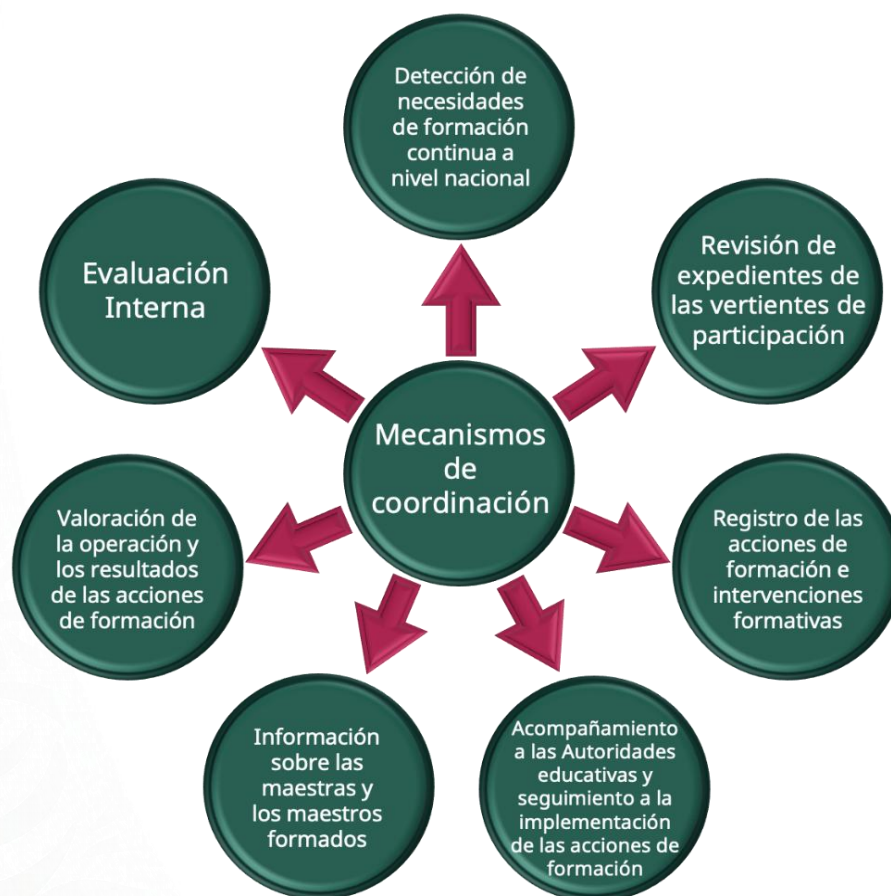 Detección de
necesidades
de formación
continua a
nivel nacional
Evaluación
Interna
Revisión de
expedientes de
las vertientes de
participación
Mecanismos
de
coordinación
Valoración de
la operación y
los resultados
de las acciones
de formación
Registro de las
acciones de
formación e
intervenciones
formativas
Información
sobre las
maestras y
los maestros
formados
Acompañamiento
a las Autoridades
educativas y
seguimiento a la
implementación
de las acciones de
formación